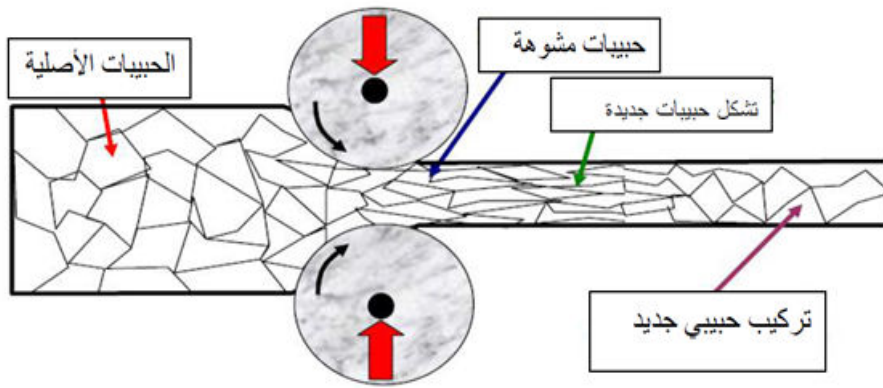 حبيبات مشوهة
الحبيبات الأصلية
تشكل حبيبات جديدة
تركيب حبيبي جديد